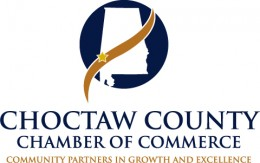 CHOCTAW COUNTY
CHAMBER OF COMMERCE
COMMUNITY PARTNERS IN GROWTH AND EXCELLENCE